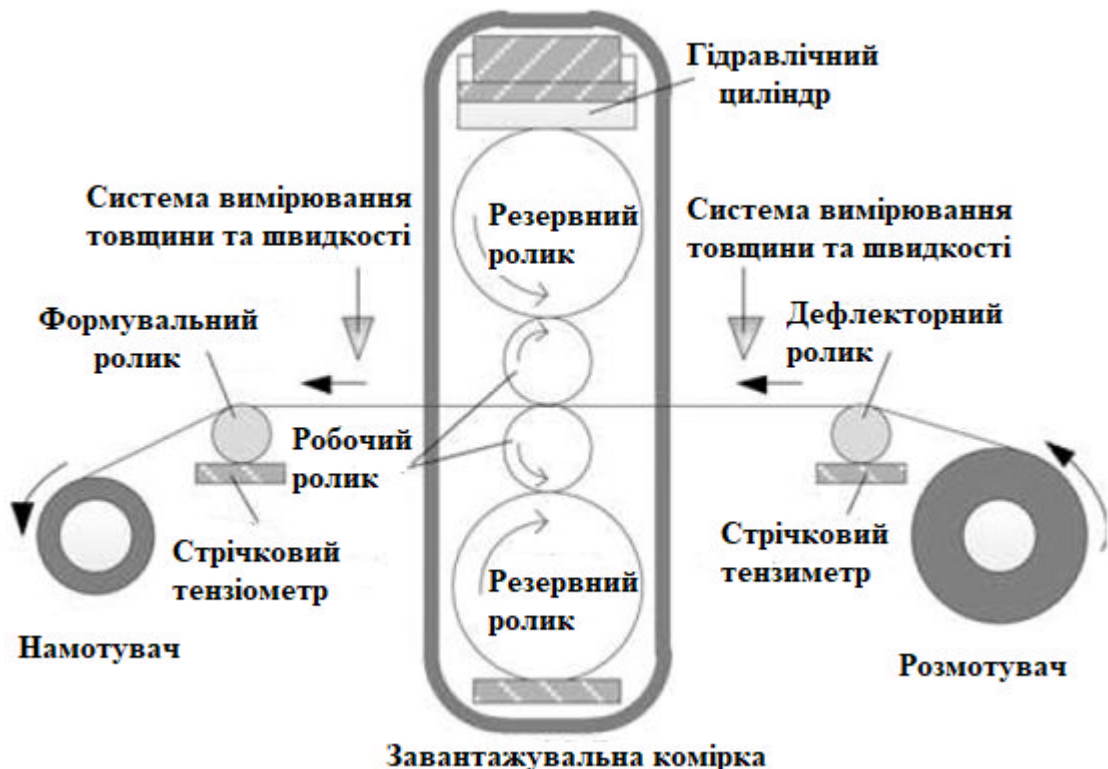 Гідравлічний
циліндр
Система вимірювання
товщини та швидкості
Резервний
ролик
Система вимірювання
товщини та швидкості
Формувальний
ролик
Дефлекторний
ролик
Робочий
ролик
Стрічковий
тензіометр
Резервний
ролик
Стрічковий
тензиметр
Намотувач
Розмотувач
Завантажувальна комірка